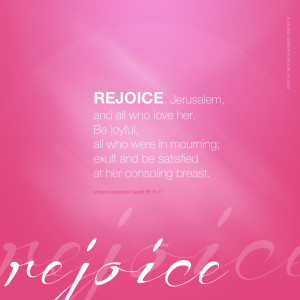 REJOICE, Jerusalem,
and all who love her.
Be joyful,
all who were in mourning;
exult and be satisfied
at her consoling breast.
rejoice
rejoice